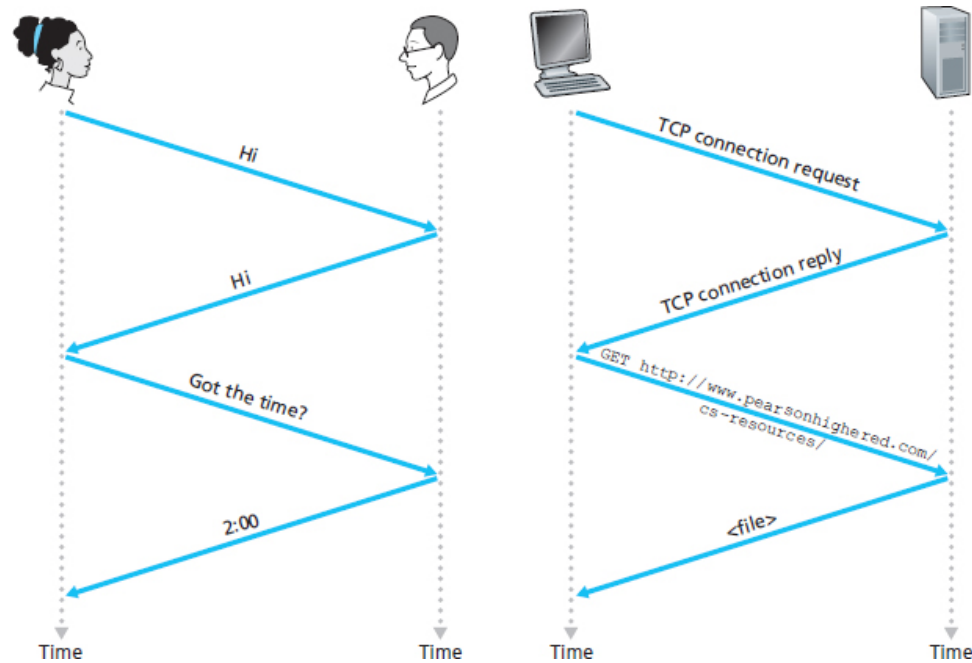 Hi
Hi
Got the time?
2:00
Time
Time
TCP connection request
TCP connection reply
GET http://www.pearsonhighered.com/
cs-resources/
<file>
Time
Time